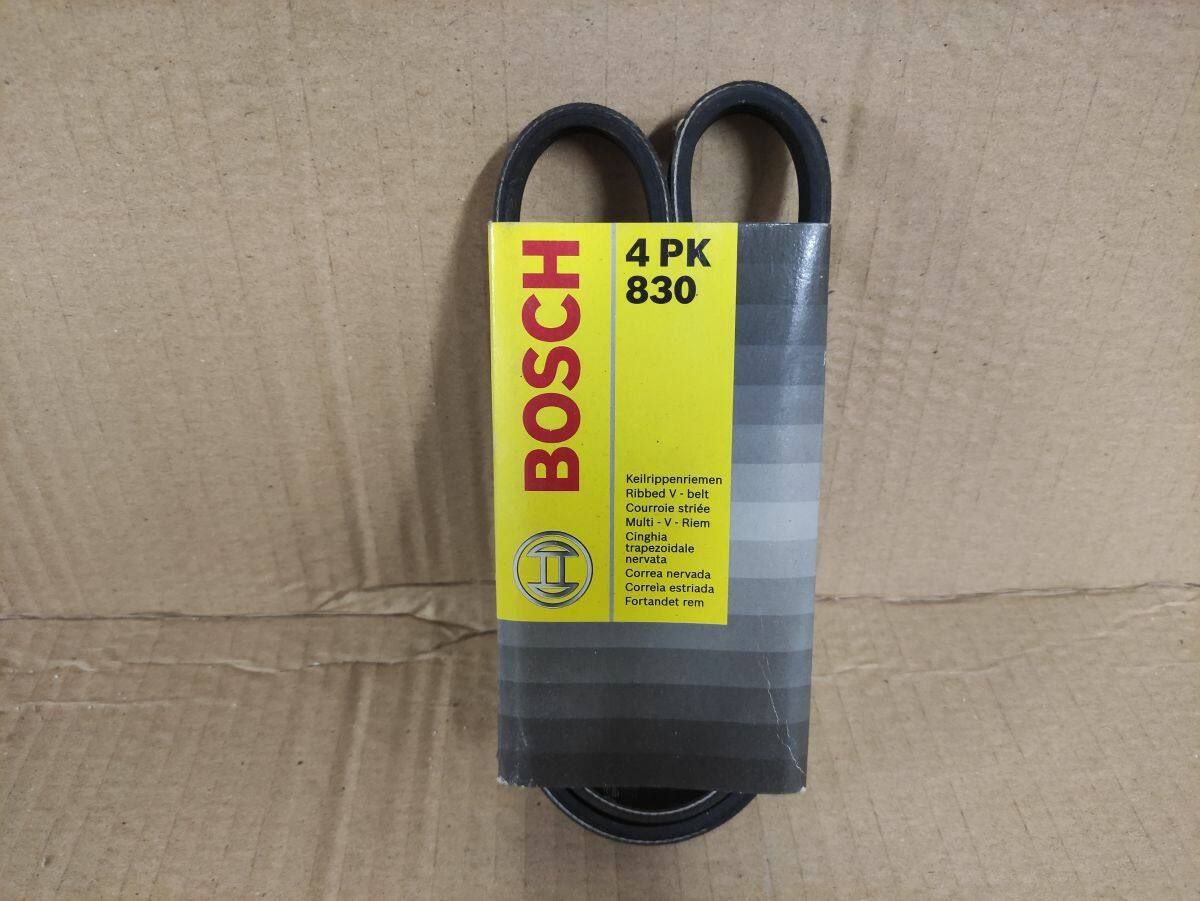 BOSCH
4 PK
830
Keilrippenriemen
Ribbed V - belt
Courroie striée
Multi - V - Riem
Cinghia
trapezoidale
nervata
Correa nervada
Correia estriada
Fortandet rem